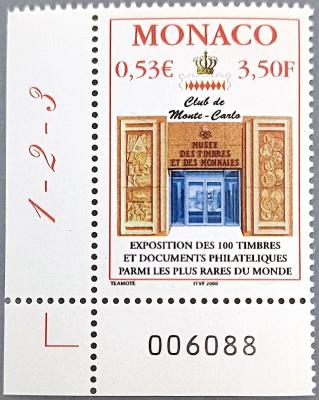 MONACO
0,53€ 3,50F
Club de
Monte-Carlo
MUSEE
DES TIMBRES
ET DES MONNAIES
EXPOSITION DES 100 TIMBRES
ET DOCUMENTS PHILATELIQUES
PARMI LES PLUS RARES DU MONDE
TEAMOTE ITVF 2000
1-2-3
006088